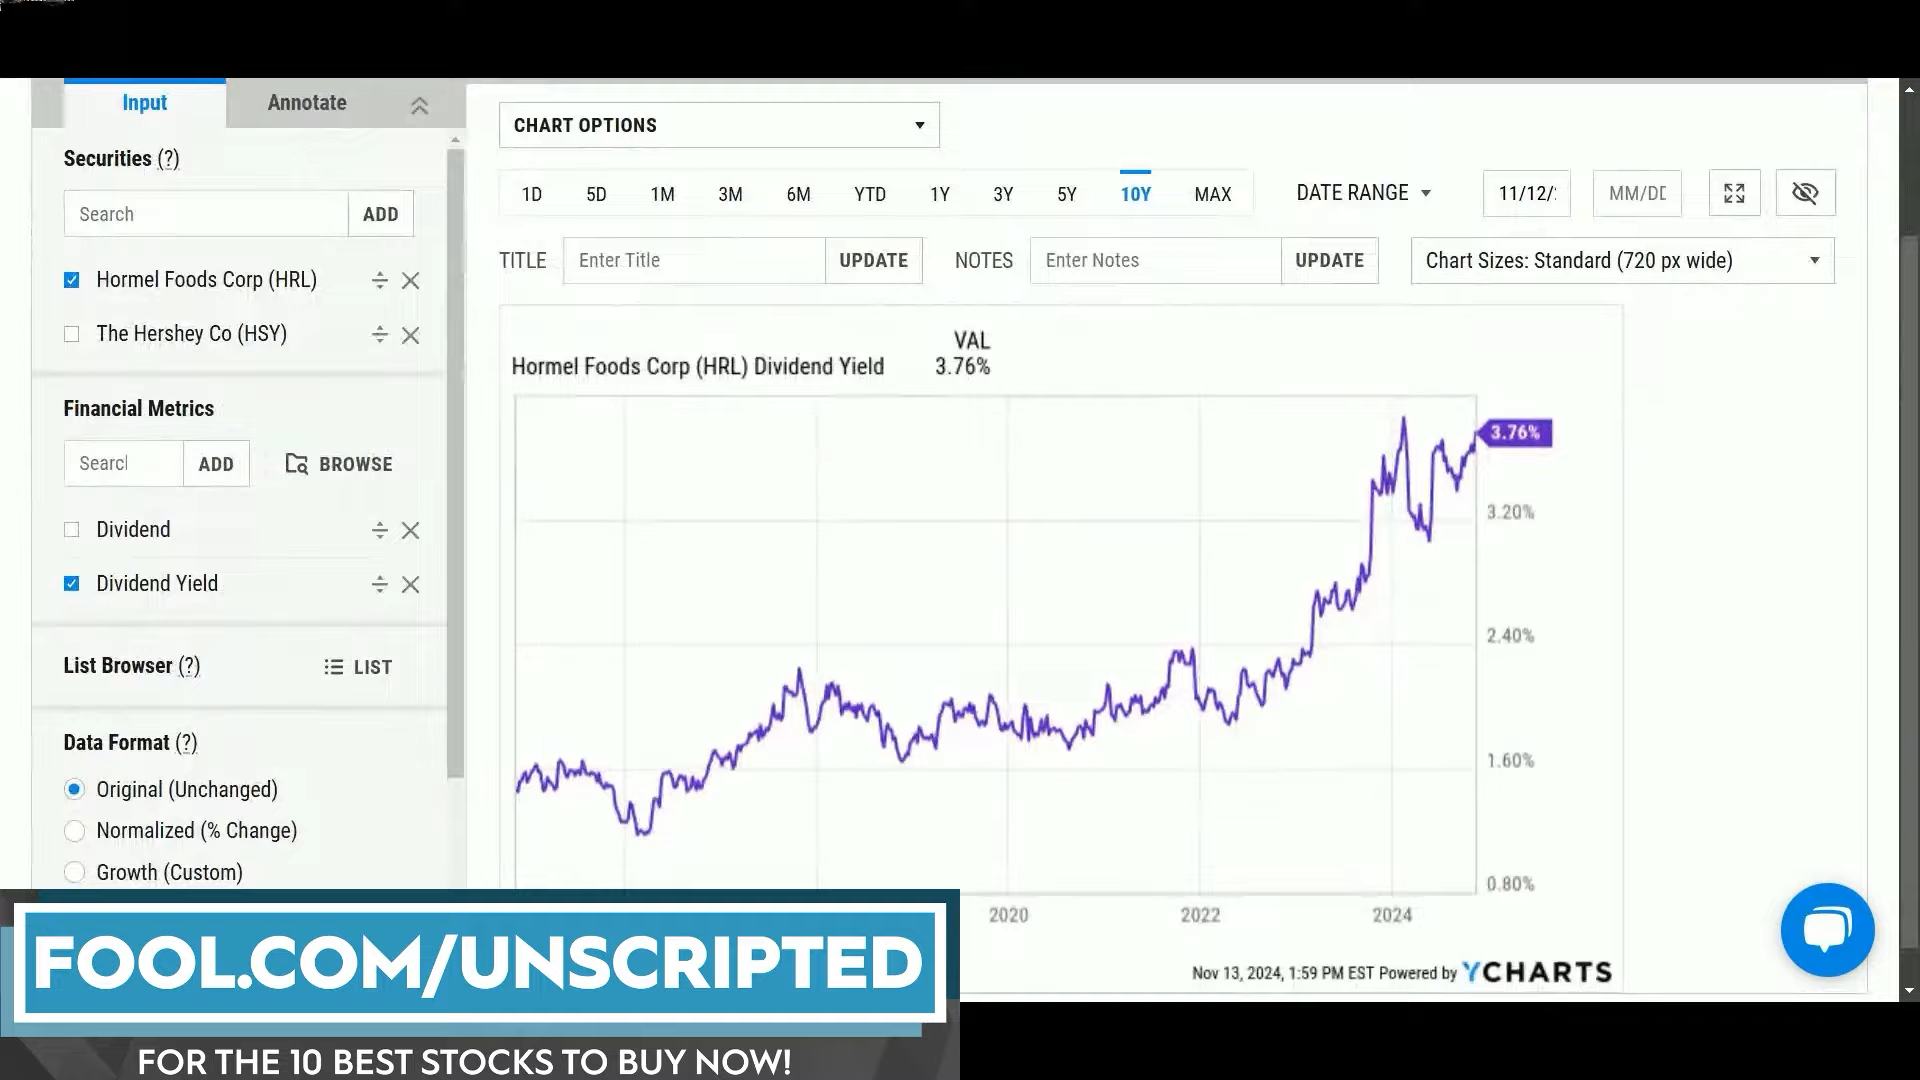 Input
Annotate
Securities (?)
Search
ADD
Hormel Foods Corp (HRL)
The Hershey Co (HSY)
Financial Metrics
Searcl
ADD
BROWSE
Dividend
Dividend Yield
List Browser (?)
LIST
Data Format (?)
Original (Unchanged)
Normalized (% Change)
Growth (Custom)
CHART OPTIONS
1D 5D 1M 3M 6M YTD 1Y 3Y 5Y 10Y MAX
DATE RANGE
11/12/:
MM/DD
TITLE
Enter Title
UPDATE
NOTES
Enter Notes
UPDATE
Chart Sizes: Standard (720 px wide)
VAL
Hormel Foods Corp (HRL) Dividend Yield 3.76%
3.76%
3.20%
2.40%
1.60%
0.80%
2020 2022 2024
Nov 13, 2024, 1:59 PM EST Powered by YCHARTS
FOOL.COM/UNSCRIPTED
FOR THE 10 BEST STOCKS TO BUY NOW!